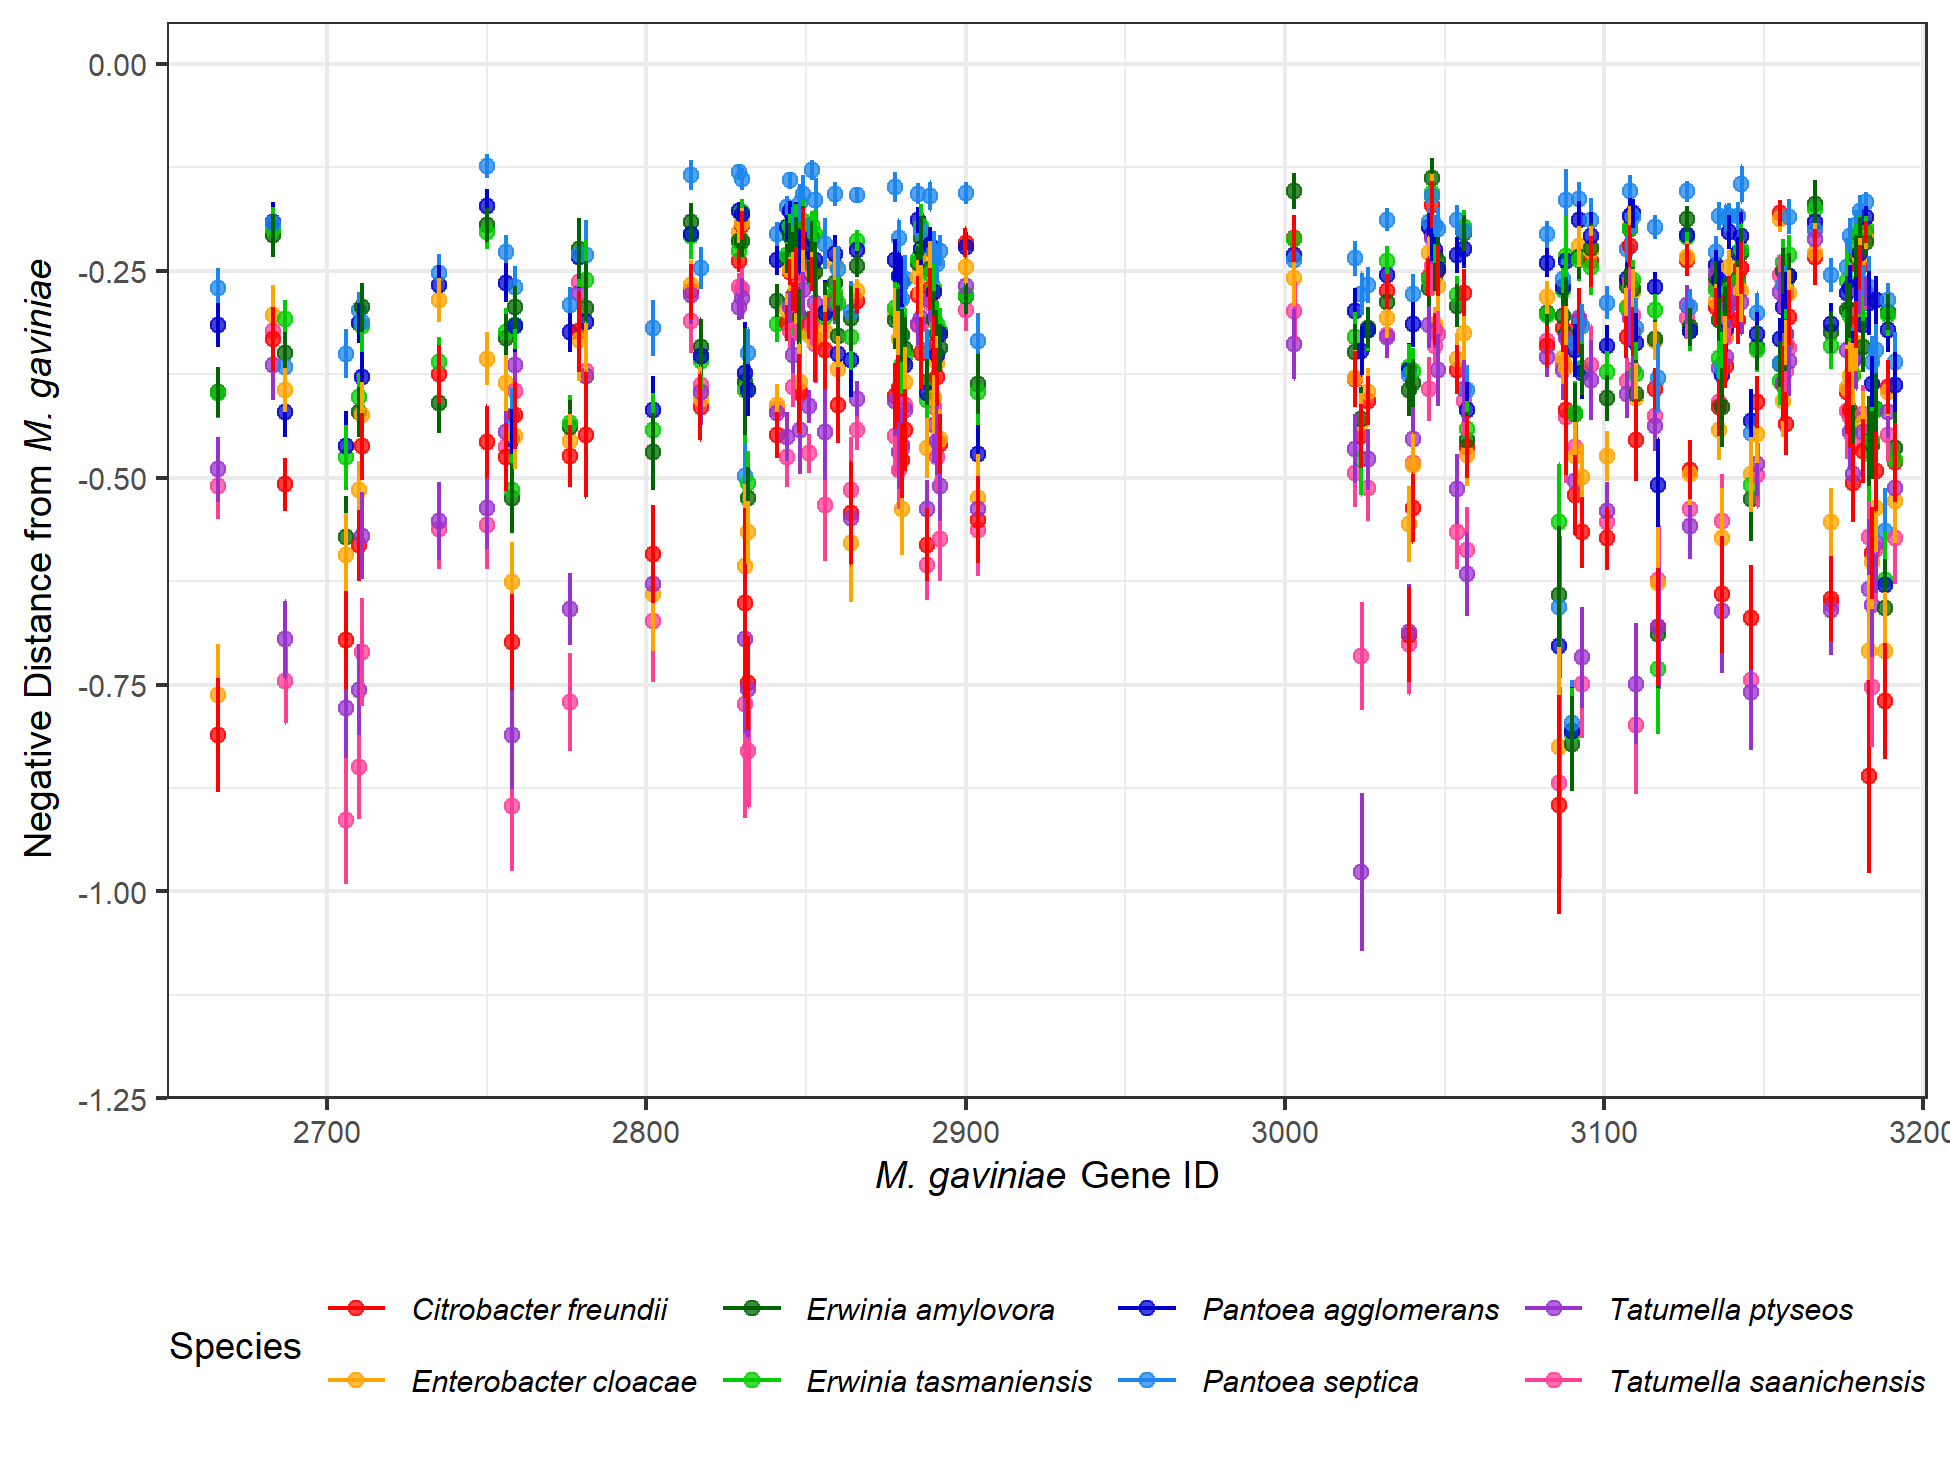 0.00
-0.25
-0.50
-0.75
-1.00
-1.25
Negative Distance from M. gaviniae
2700 2800 2900 3000 3100 3200
M. gaviniae Gene ID
Species
Citrobacter freundii Erwinia amylovora Pantoea agglomerans Tatumella ptyseos
Enterobacter cloacae Erwinia tasmaniensis Pantoea septica Tatumella saanichensis